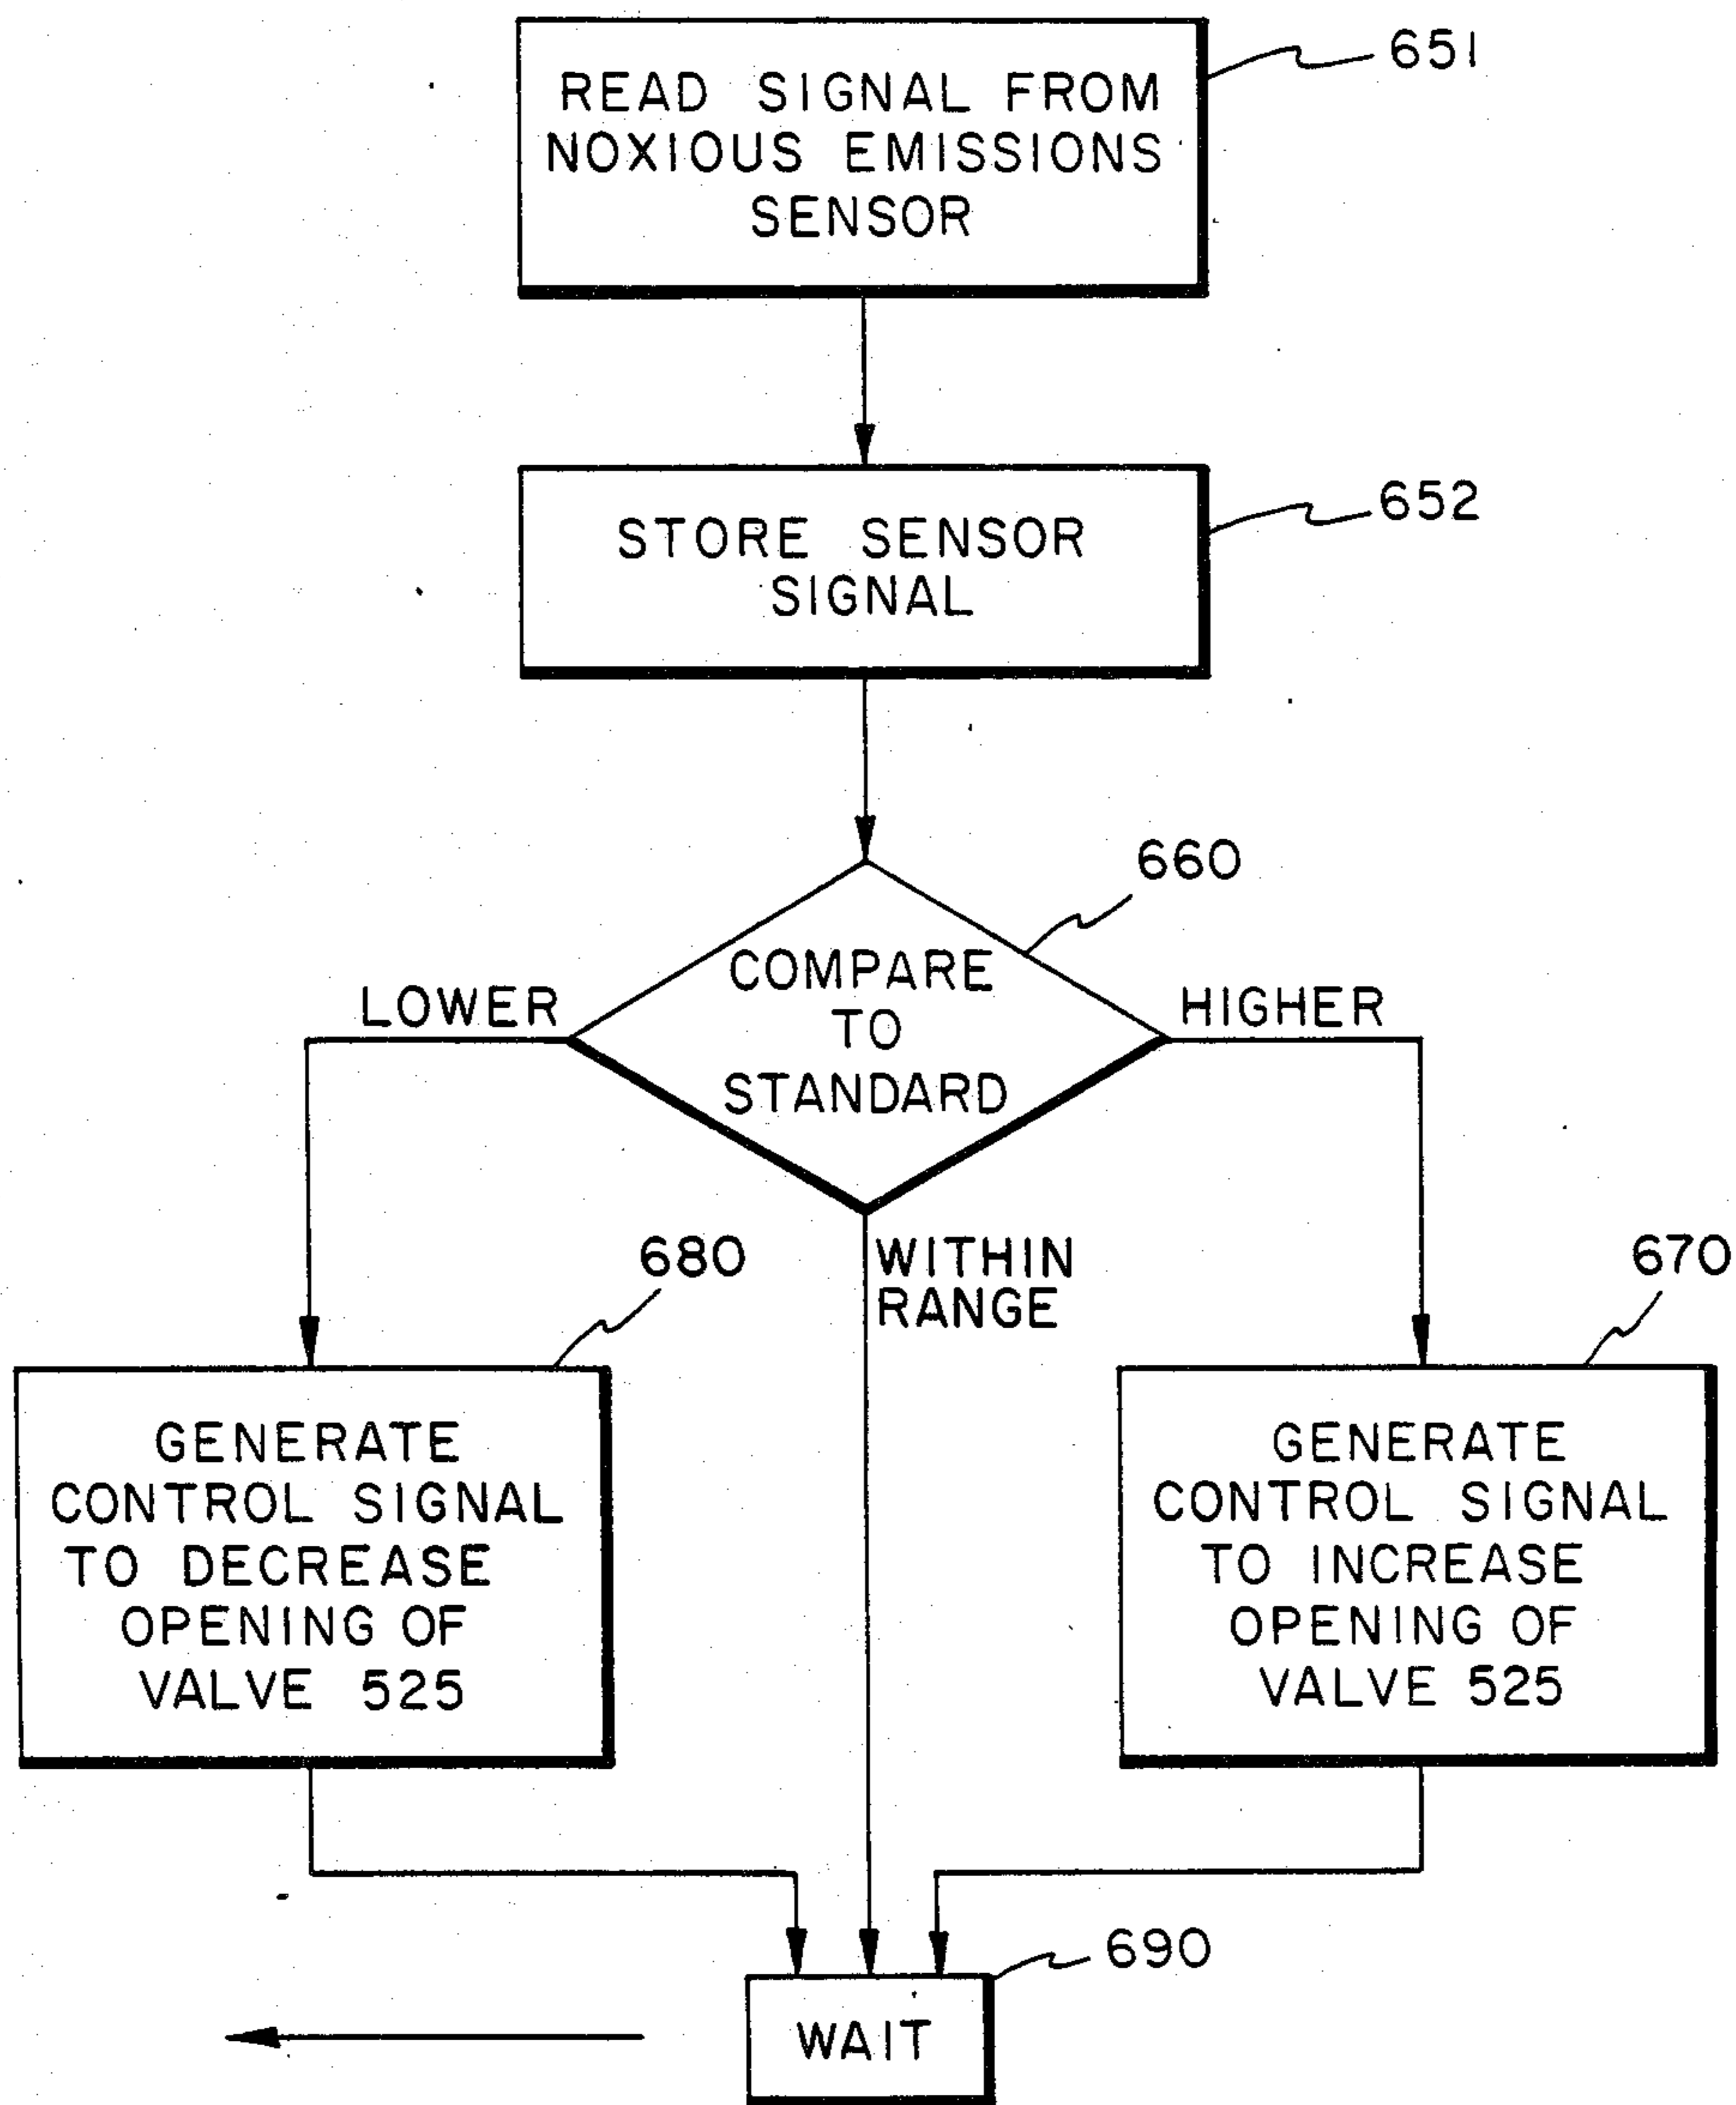 READ SIGNAL FROM
NOXIOUS EMISSIONS
SENSOR
651
STORE SENSOR
SIGNAL
652
660
COMPARE
TO
STANDARD
LOWER
HIGHER
WITHIN
RANGE
680
670
GENERATE
CONTROL SIGNAL
TO DECREASE
OPENING OF
VALVE 525
GENERATE
CONTROL SIGNAL
TO INCREASE
OPENING OF
VALVE 525
690
WAIT